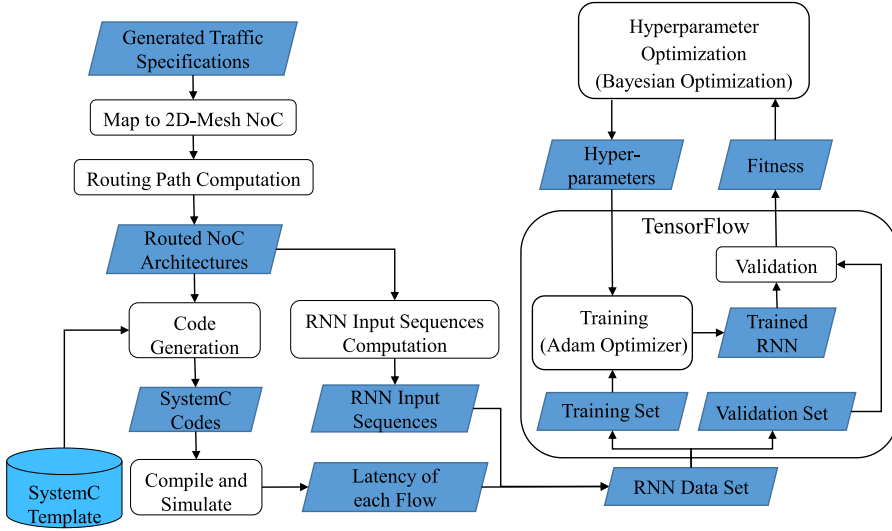 Generated Traffic
Specifications
Map to 2D-Mesh NoC
Routing Path Computation
Routed NoC
Architectures
Code
Generation
RNN Input Sequences
Computation
SystemC
Codes
RNN Input
Sequences
SystemC
Template
Compile and
Simulate
Latency of
each Flow
RNN Data Set
Hyperparameter
Optimization
(Bayesian Optimization)
Hyper-
parameters
Fitness
TensorFlow
Validation
Training
(Adam Optimizer)
Trained
RNN
Training Set
Validation Set